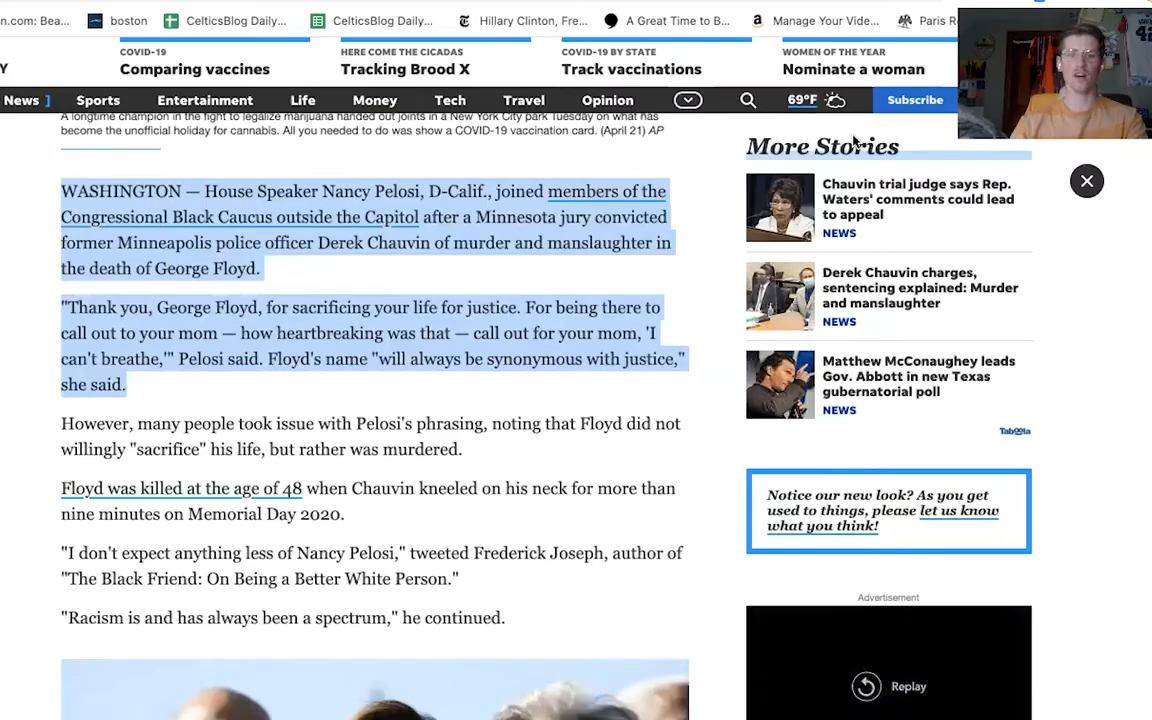 .com: Bea...
boston
CelticsBlog Daily...
CelticsBlog Daily...
Hillary Clinton, Fre...
A Great Time to B...
Manage Your Vide...
Paris
COVID-19
Comparing vaccines
HERE COME THE CICADAS
Tracking Brood X
COVID-19 BY STATE
Track vaccinations
WOMEN OF THE YEAR
Nominate a woman
Y
News
Sports
Entertainment
Life
Money
Tech
Travel
Opinion
69°F
Subscribe
A longtime champion in the fight to legalize marijuana handed out joints in a New York City park Tuesday on what has
become the unofficial holiday for cannabis. All you needed to do was show a COVID-19 vaccination card. (April 21) AP
WASHINGTON — House Speaker Nancy Pelosi, D-Calif., joined members of the
Congressional Black Caucus outside the Capitol after a Minnesota jury convicted
former Minneapolis police officer Derek Chauvin of murder and manslaughter in
the death of George Floyd.
"Thank you, George Floyd, for sacrificing your life for justice. For being there to
call out to your mom — how heartbreaking was that — call out for your mom, 'I
can't breathe,'" Pelosi said. Floyd's name "will always be synonymous with justice,"
she said.
However, many people took issue with Pelosi's phrasing, noting that Floyd did not
willingly "sacrifice" his life, but rather was murdered.
Floyd was killed at the age of 48 when Chauvin kneeled on his neck for more than
nine minutes on Memorial Day 2020.
"I don't expect anything less of Nancy Pelosi," tweeted Frederick Joseph, author of
"The Black Friend: On Being a Better White Person."
"Racism is and has always been a spectrum," he continued.
More Stories
Chauvin trial judge says Rep.
Waters' comments could lead
to appeal
NEWS
Derek Chauvin charges,
sentencing explained: Murder
and manslaughter
NEWS
Matthew McConaughey leads
Gov. Abbott in new Texas
gubernatorial poll
NEWS
Taboola
Notice our new look? As you get
used to things, please let us know
what you think!
Advertisement
Replay